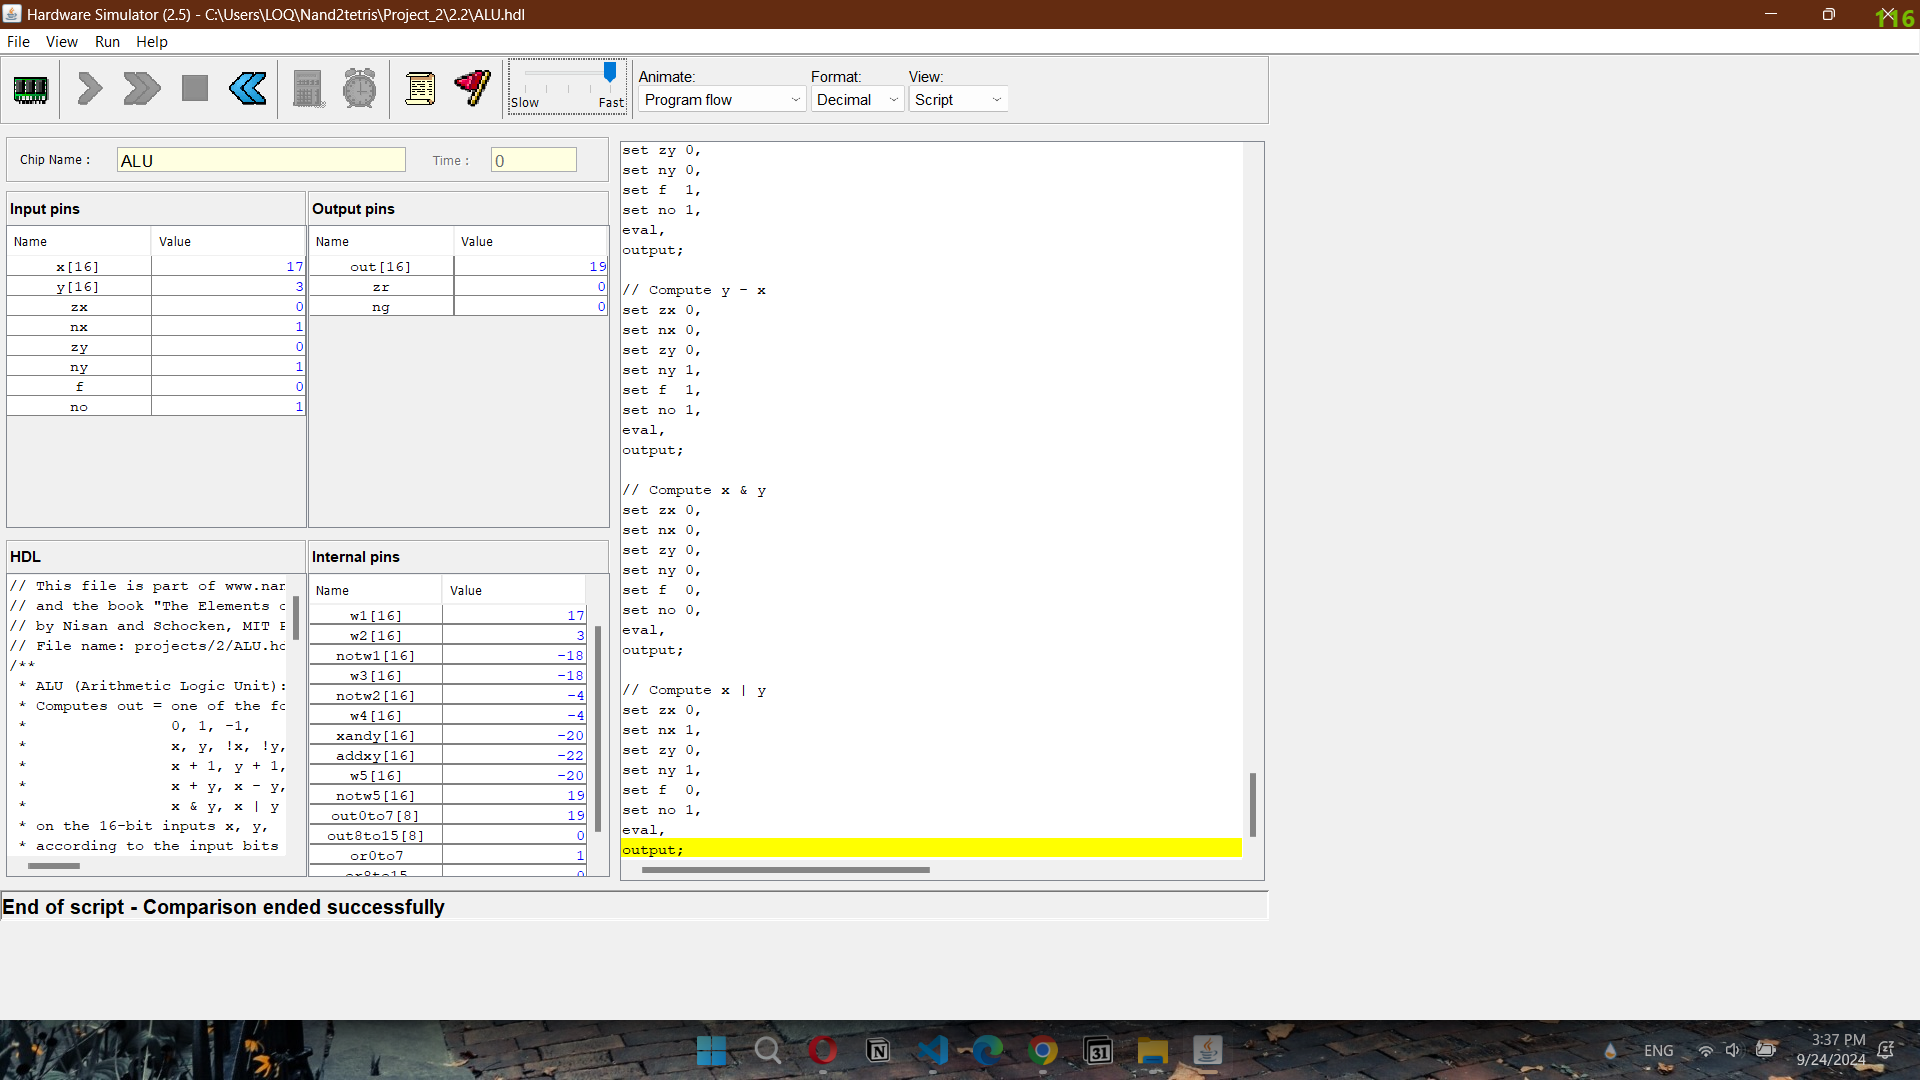 Hardware Simulator (2.5) - C:\Users\LOQ\Nand2tetris\Project_2\2.2\ALU.hdl
116
File View Run Help
Slow Fast
Animate: Format: View:
Program flow Decimal Script
Chip Name : ALU Time : 0
Input pins
Name Value
x[16] 17
y[16] 3
zx 0
nx 1
zy 0
ny 1
f 0
no 1
Output pins
Name Value
out[16] 19
zr 0
ng 0
HDL
// This file is part of www.nan
// and the book "The Elements o
// by Nisan and Schocken, MIT P
// File name: projects/2/ALU.hd
/**
* ALU (Arithmetic Logic Unit):
* Computes out = one of the fo
* 0, 1, -1,
* x, y, !x, !y,
* x + 1, y + 1,
* x + y, x - y,
* x & y, x | y
* on the 16-bit inputs x, y,
* according to the input bits
Internal pins
Name Value
w1[16] 17
w2[16] 3
notw1[16] -18
w3[16] -18
notw2[16] -4
w4[16] -4
xandy[16] -20
addxy[16] -22
w5[16] -20
notw5[16] 19
out0to7[8] 19
out8to15[8] 0
or0to7 1
or8to15 0
set zy 0,
set ny 0,
set f 1,
set no 1,
eval,
output;
// Compute y - x
set zx 0,
set nx 0,
set zy 0,
set ny 1,
set f 1,
set no 1,
eval,
output;
// Compute x & y
set zx 0,
set nx 0,
set zy 0,
set ny 0,
set f 0,
set no 0,
eval,
output;
// Compute x | y
set zx 0,
set nx 1,
set zy 0,
set ny 1,
set f 0,
set no 1,
eval,
output;
End of script - Comparison ended successfully
31
ENG
3:37 PM
9/24/2024